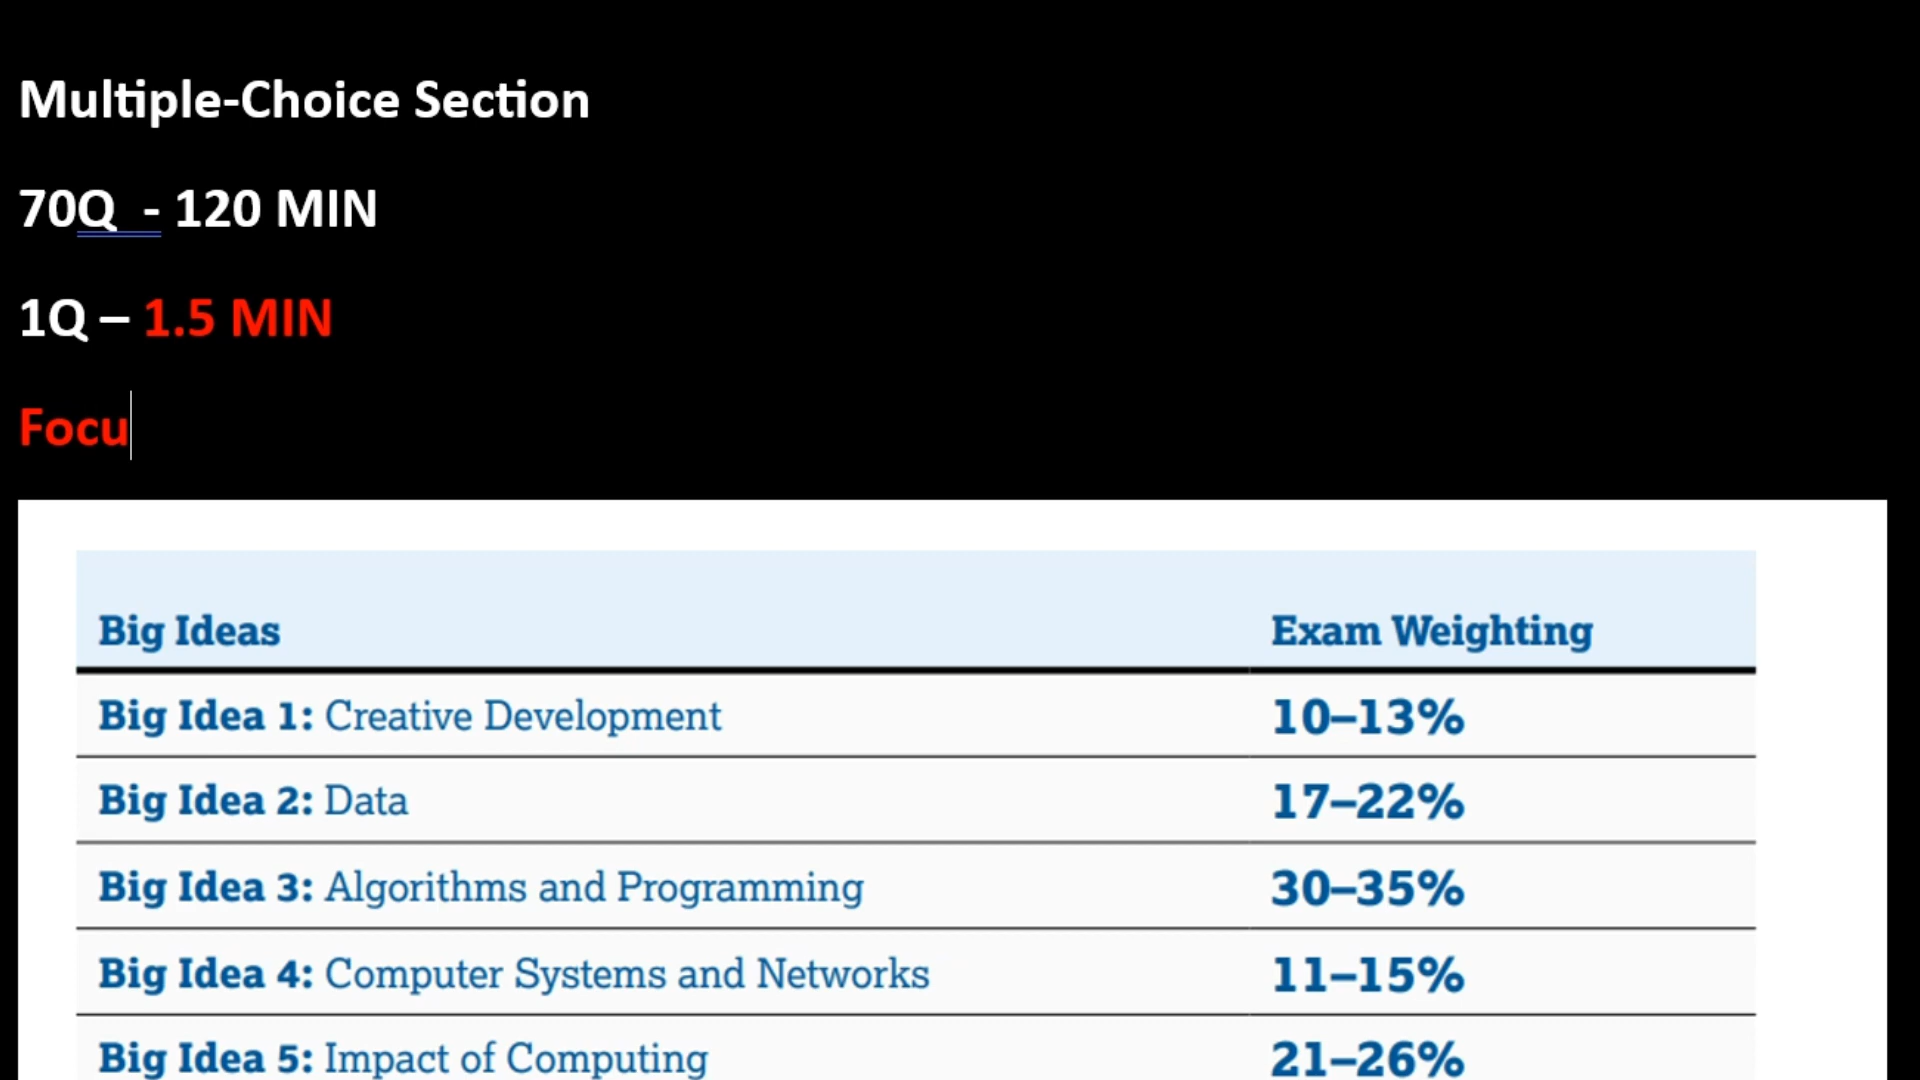 Multiple-Choice Section
70Q - 120 MIN
1Q – 1.5 MIN
Focu
Big Ideas Exam Weighting
Big Idea 1: Creative Development 10–13%
Big Idea 2: Data 17–22%
Big Idea 3: Algorithms and Programming 30–35%
Big Idea 4: Computer Systems and Networks 11–15%
Big Idea 5: Impact of Computing 21–26%